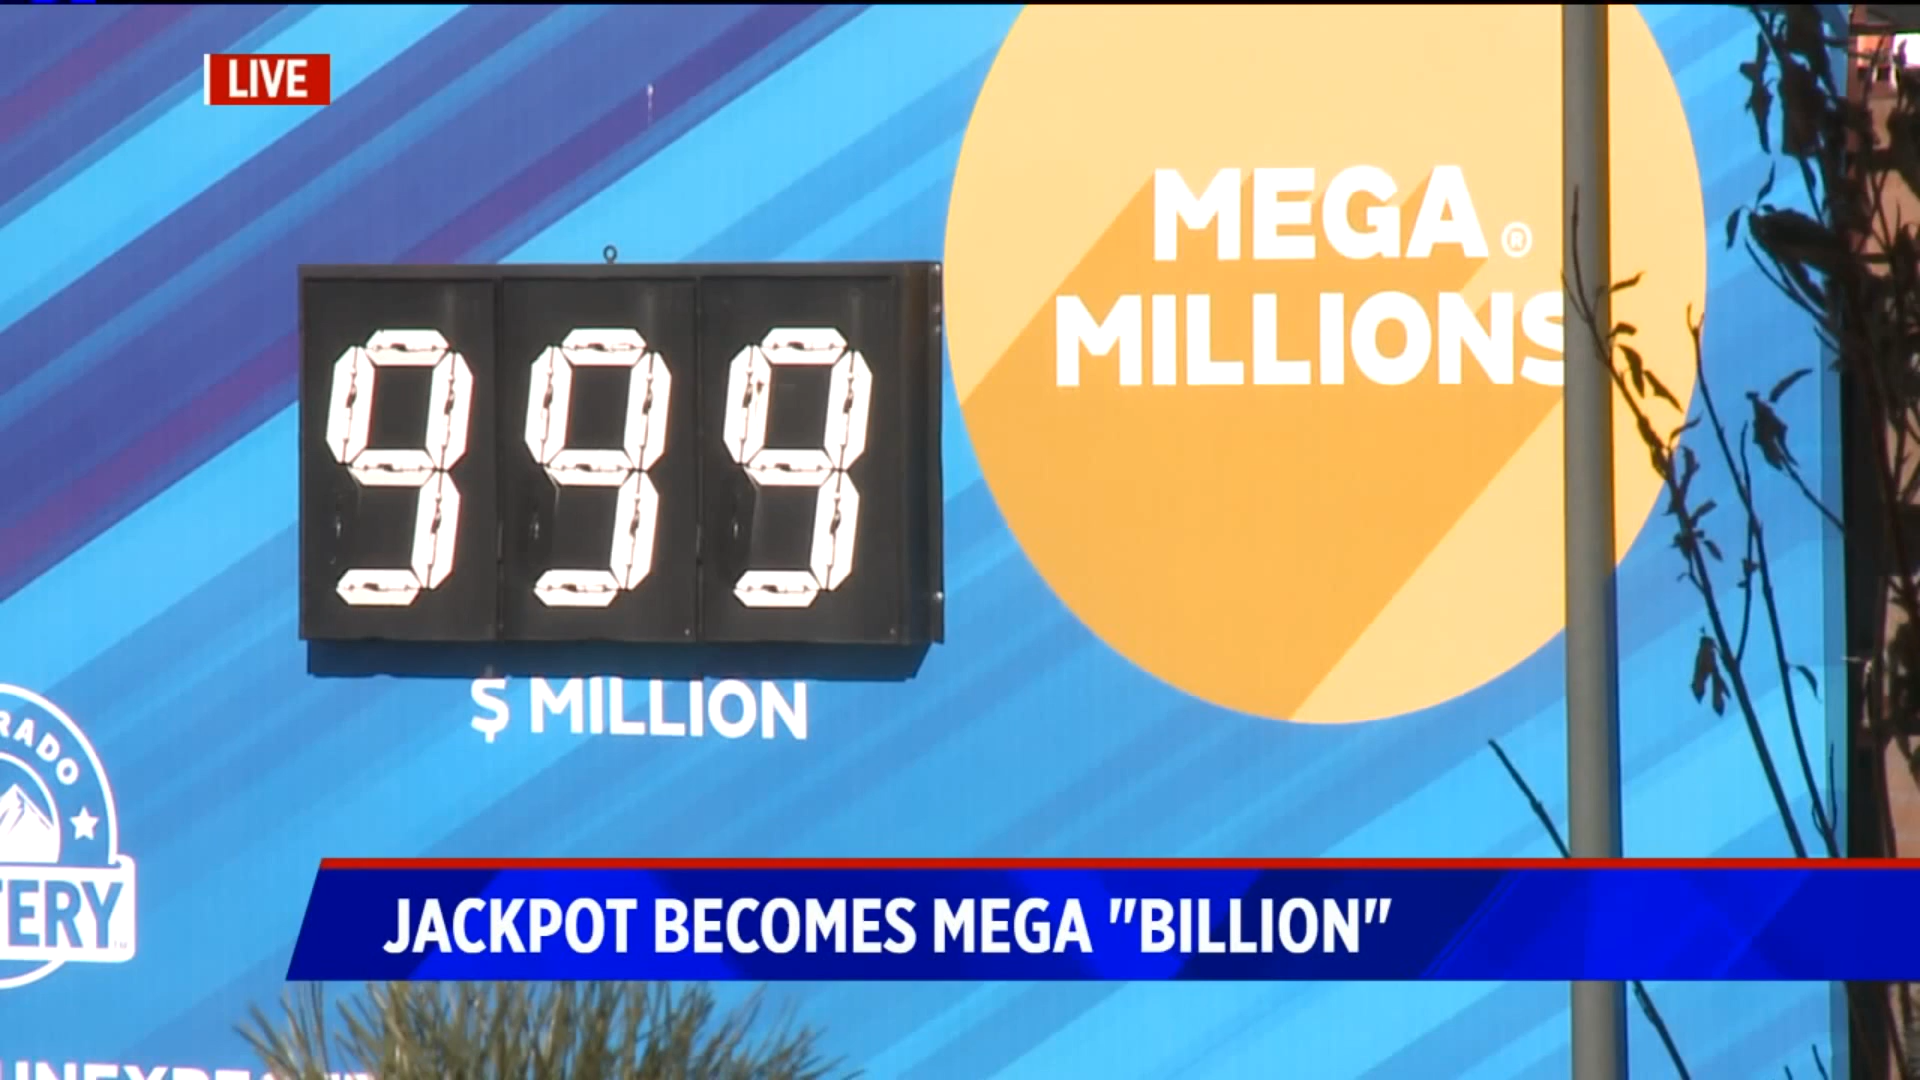 LIVE
MEGA®
MILLIONS
999
$ MILLION
JACKPOT BECOMES MEGA "BILLION"